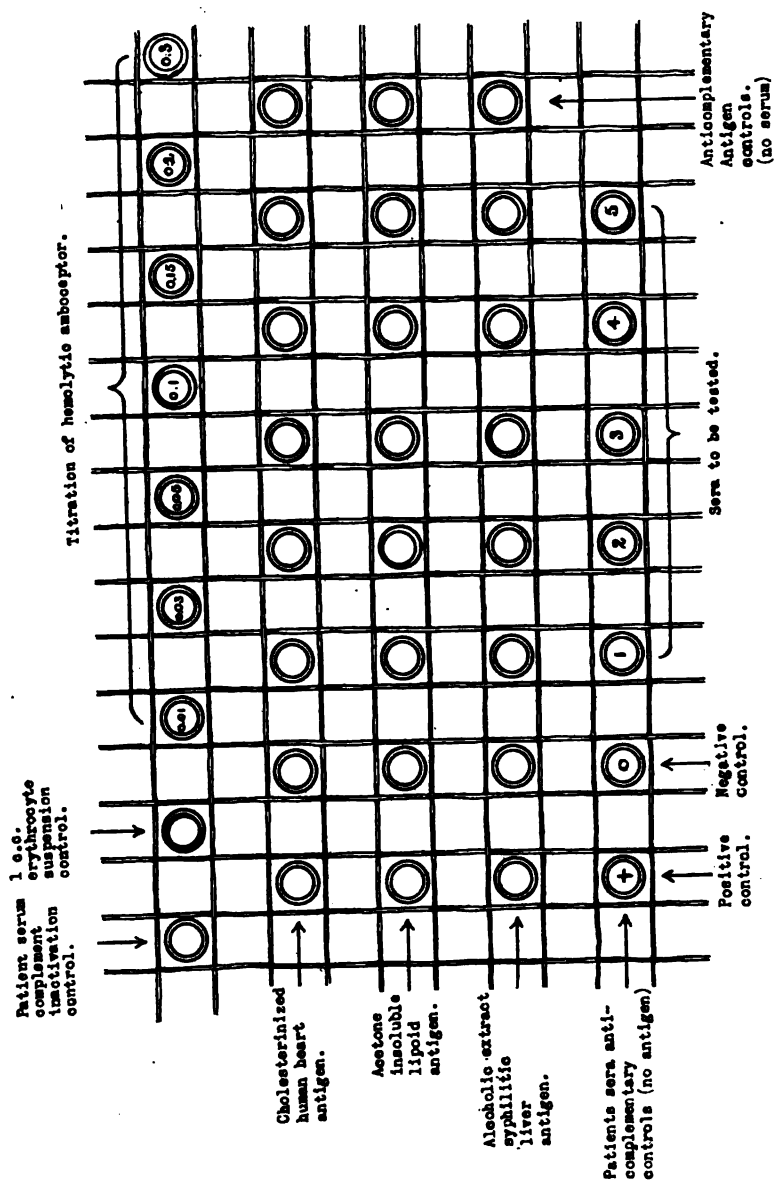 Patient serum
complement
inactivation
control.
1 c.c.
erythrocyte
suspension
control.
Titration of hemolytic amboceptor.
0.01
0.03
0.05
0.1
0.15
0.2
0.3
Cholesterinized
human heart
antigen.
Acetone
insoluble
lipoid
antigen.
Alcoholic extract
syphilitic
liver
antigen.
Patients sera anti-
complementary
controls (no antigen)
+
0
1
2
3
4
5
Positive
control.
Negative
control.
Sera to be tested.
Anticomplementary
Antigen
controls.
(no serum)